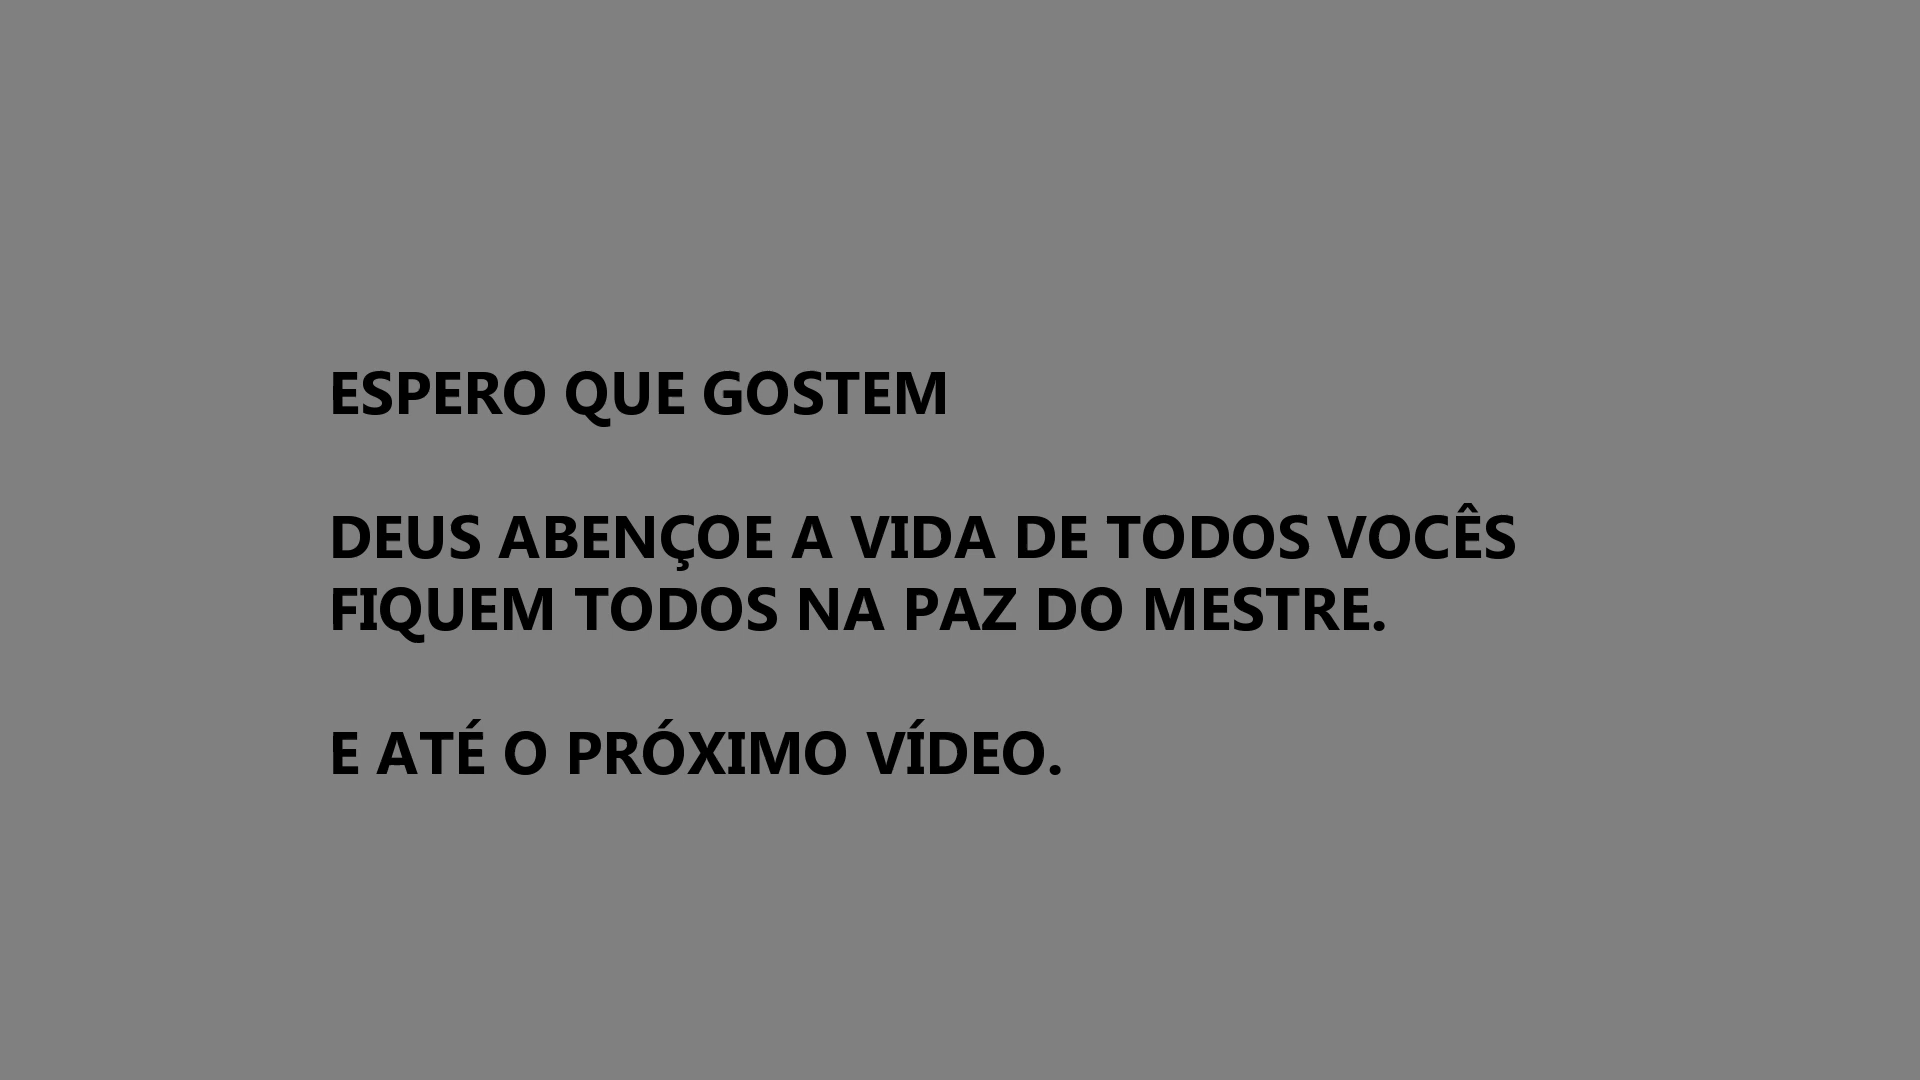 ESPERO QUE GOSTEM
DEUS ABENÇOE A VIDA DE TODOS VOCÊS
FIQUEM TODOS NA PAZ DO MESTRE.
E ATÉ O PRÓXIMO VÍDEO.